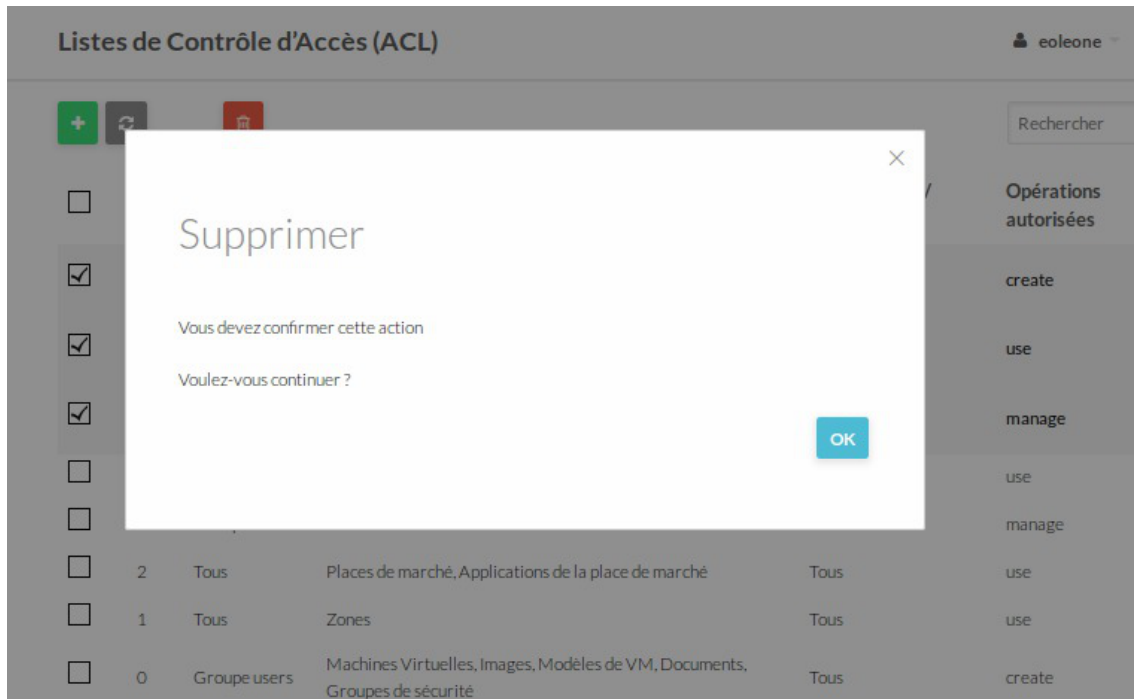 Listes de Contrôle d'Accès (ACL)
eoleone
Rechercher
/
Opérations
autorisées
Supprimer
create
Vous devez confirmer cette action
use
Voulez-vous continuer ?
manage
OK
use
manage
2 Tous Places de marché, Applications de la place de marché Tous use
1 Tous Zones Tous use
0 Groupe users Machines Virtuelles, Images, Modèles de VM, Documents, Tous create
Groupes de sécurité